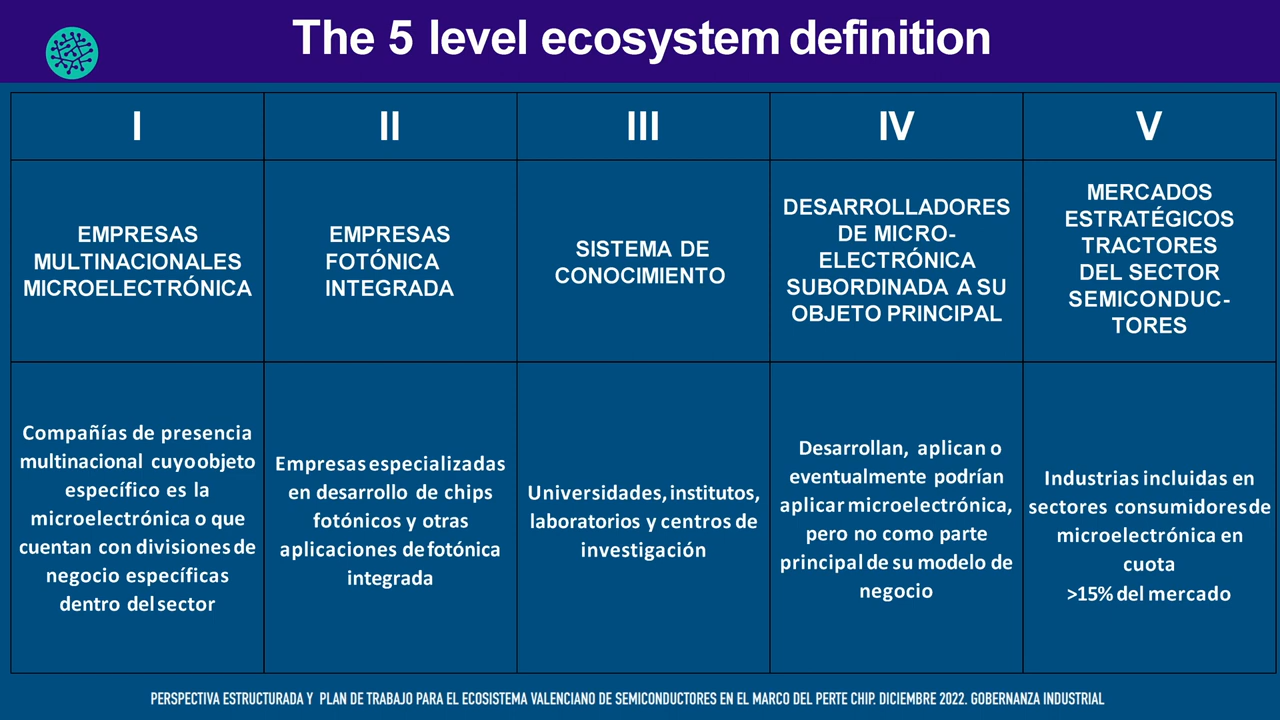 The 5 level ecosystem definition
I
II
III
IV
V
EMPRESAS
MULTINACIONALES
MICROELECTRÓNICA
EMPRESAS
FOTÓNICA
INTEGRADA
SISTEMA DE
CONOCIMIENTO
DESARROLLADORES
DE MICRO-
ELECTRÓNICA
SUBORDINADA A SU
OBJETO PRINCIPAL
MERCADOS
ESTRATÉGICOS
TRACTORES
DEL SECTOR
SEMICONDUC-
TORES
Compañías de presencia
multinacional cuyo objeto
específico es la
microelectrónica o que
cuentan con divisiones de
negocio específicas
dentro del sector
Empresas especializadas
en desarrollo de chips
fotónicos y otras
aplicaciones de fotónica
integrada
Universidades, institutos,
laboratorios y centros de
investigación
Desarrollan, aplican o
eventualmente podrían
aplicar microelectrónica,
pero no como parte
principal de su modelo de
negocio
Industrias incluidas en
sectores consumidores de
microelectrónica en
cuota
>15% del mercado
PERSPECTIVA ESTRUCTURADA Y PLAN DE TRABAJO PARA EL ECOSISTEMA VALENCIANO DE SEMICONDUCTORES EN EL MARCO DEL PERTE CHIP. DICIEMBRE 2022. GOBERNANZA INDUSTRIAL